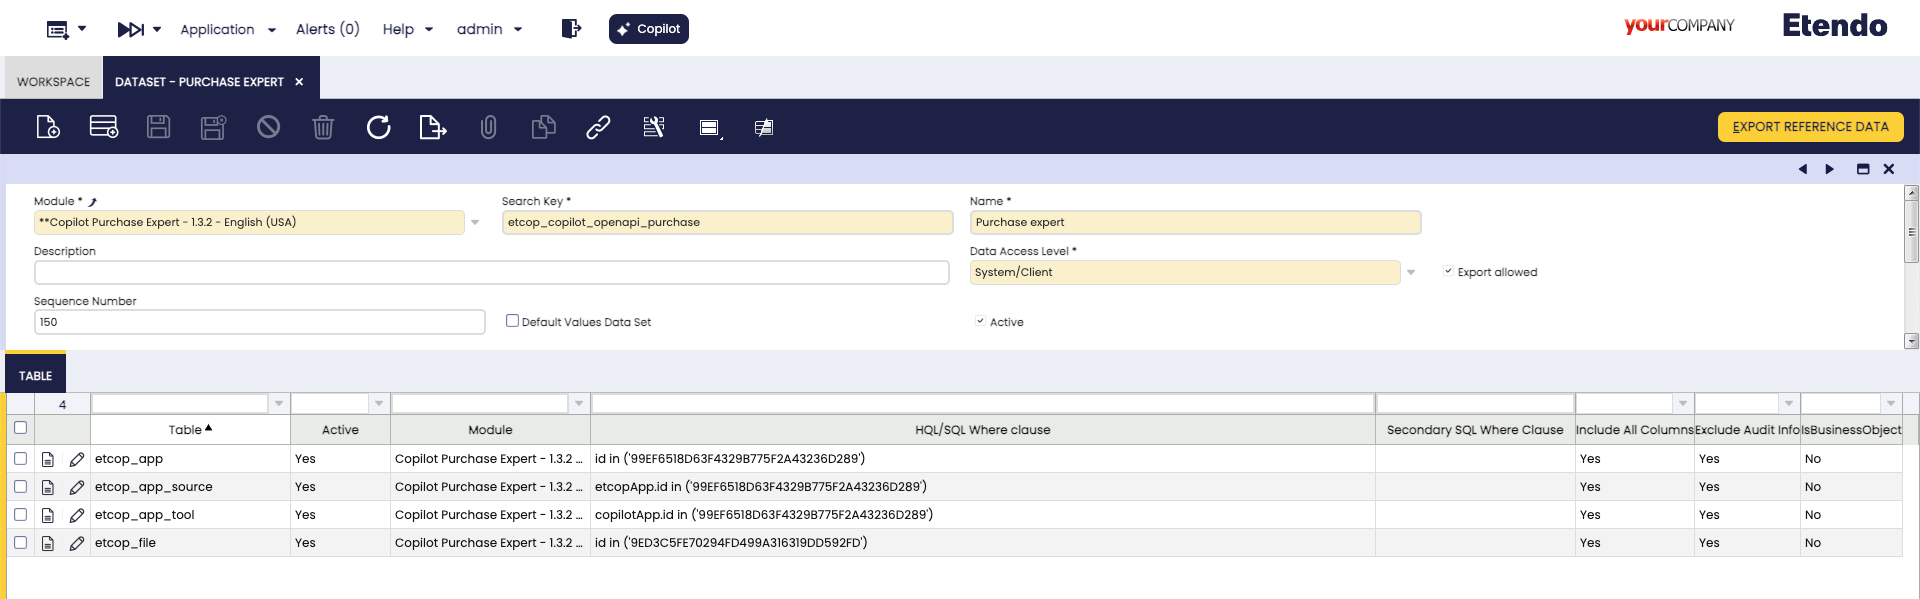 Application Alerts (0) Help admin Copilot yourCOMPANY Etendo
WORKSPACE DATASET - PURCHASE EXPERT
EXPORT REFERENCE DATA
Module * Search Key * Name *
**Copilot Purchase Expert - 1.3.2 - English (USA) etcop_copilot_openapi_purchase Purchase expert
Description Data Access Level *
System/Client Export allowed
Sequence Number
150 Default Values Data Set Active
TABLE
4
Table Active Module HQL/SQL Where clause Secondary SQL Where Clause Include All Columns Exclude Audit Info IsBusinessObject
etcop_app Yes Copilot Purchase Expert - 1.3.2 ... id in ('99EF6518D63F4329B775F2A43236D289') Yes Yes No
etcop_app_source Yes Copilot Purchase Expert - 1.3.2 ... etcopApp.id in ('99EF6518D63F4329B775F2A43236D289') Yes Yes No
etcop_app_tool Yes Copilot Purchase Expert - 1.3.2 ... copilotApp.id in ('99EF6518D63F4329B775F2A43236D289') Yes Yes No
etcop_file Yes Copilot Purchase Expert - 1.3.2 ... id in ('9ED3C5FE70294FD499A316319DD592FD') Yes Yes No